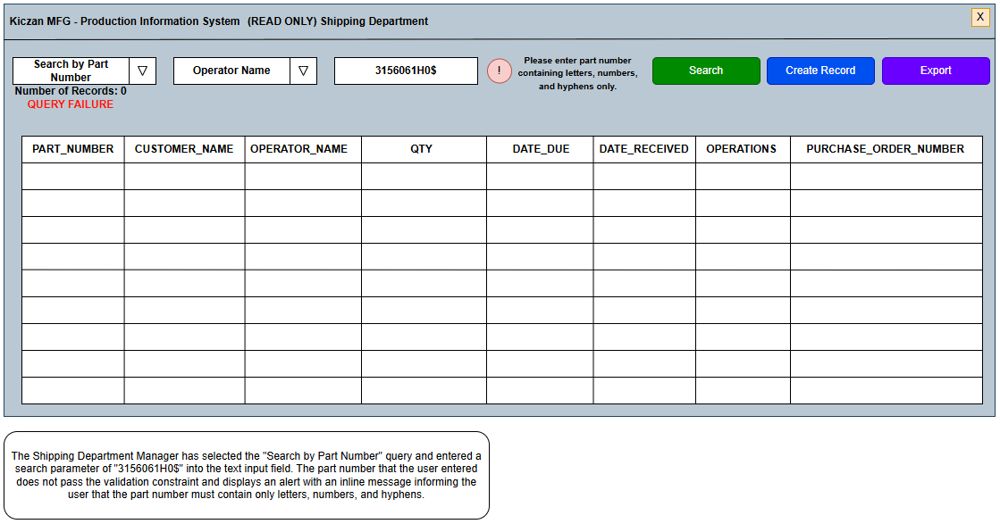 Kiczan MFG - Production Information System (READ ONLY) Shipping Department
X
Search by Part
Number
▽
Operator Name
▽
3156061H0$
!
Please enter part number
containing letters, numbers,
and hyphens only.
Search
Create Record
Export
Number of Records: 0
QUERY FAILURE
PART_NUMBER CUSTOMER_NAME OPERATOR_NAME QTY DATE_DUE DATE_RECEIVED OPERATIONS PURCHASE_ORDER_NUMBER
The Shipping Department Manager has selected the "Search by Part Number" query and entered a
search parameter of "3156061H0$" into the text input field. The part number that the user entered
does not pass the validation constraint and displays an alert with an inline message informing the
user that the part number must contain only letters, numbers, and hyphens.